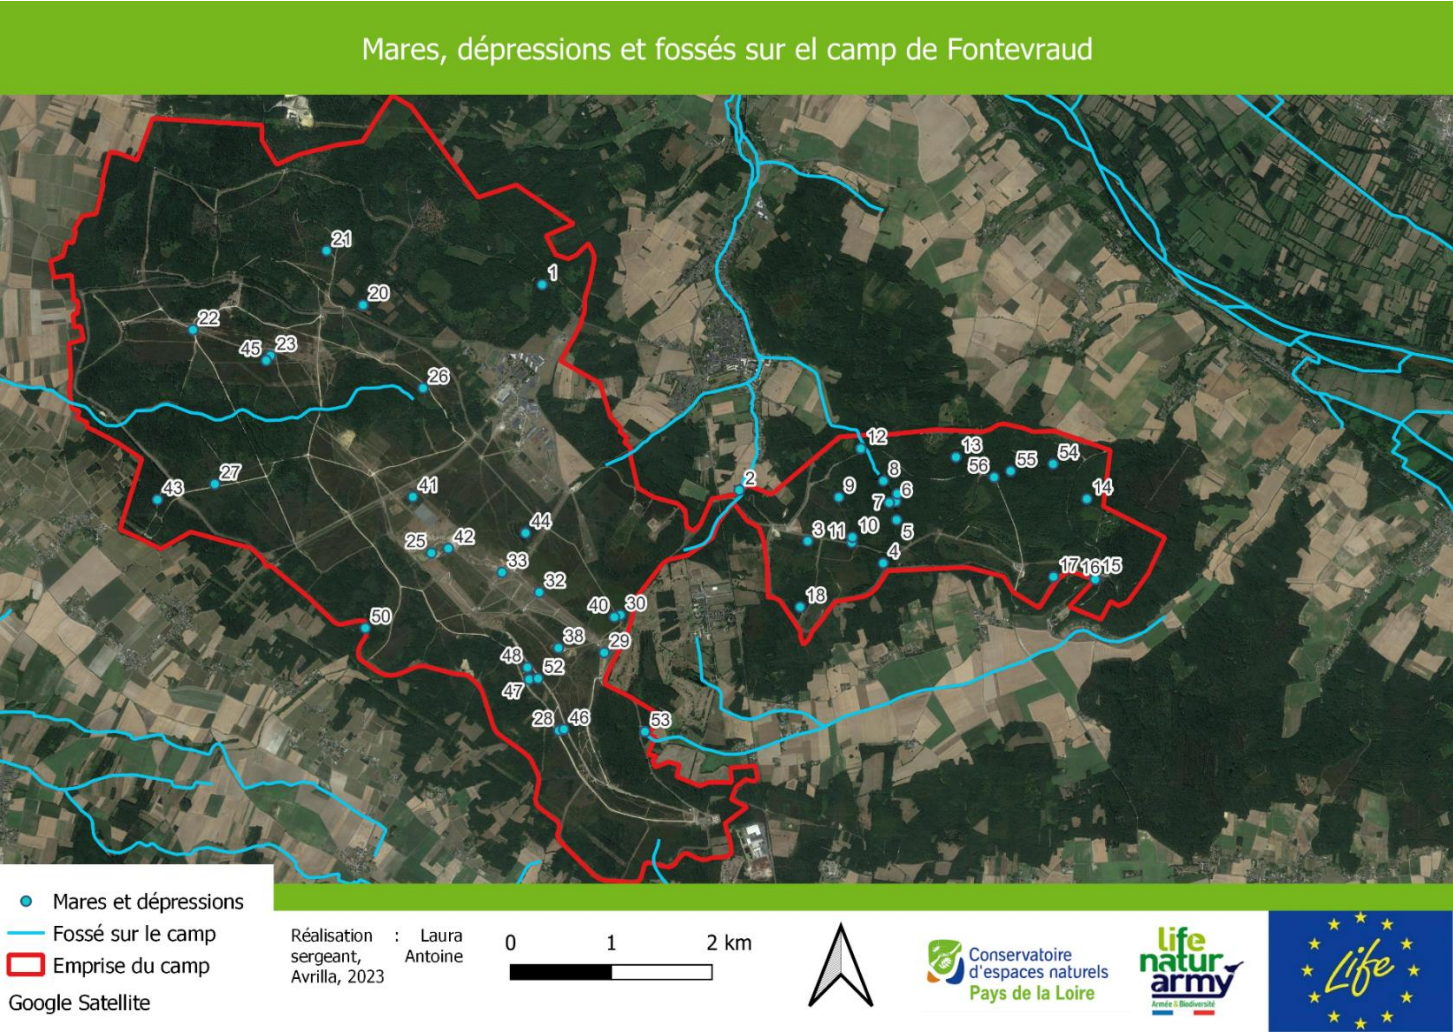 Mares, dépressions et fossés sur el camp de Fontevraud
21
1
20
22
45 23
26
12
13
54
55
56
8
2
27
43
9
6
7
14
41
44
3 11 10
5
25 42
4
33
17 16 15
32
18
40 30
50
38
29
48
52
47
28 46
53
Mares et dépressions
Fossé sur le camp
Emprise du camp
Google Satellite
Réalisation : Laura
sergeant, Antoine
Avrilla, 2023
0 1 2 km
Conservatoire
d'espaces naturels
Pays de la Loire
life
natur
army
Armée & Biodiversité
Life